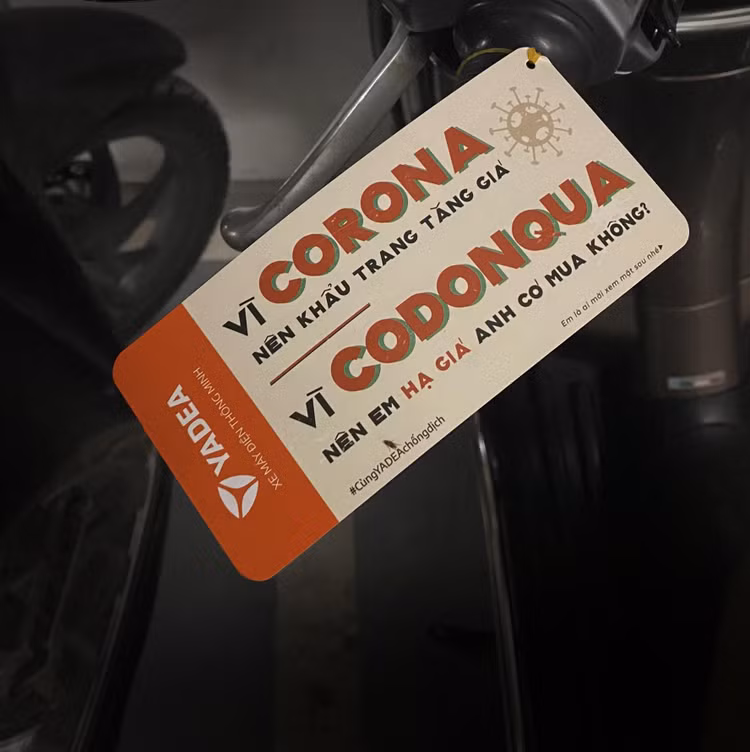 VÌ CORONA
NÊN KHẨU TRANG TĂNG GIÁ
VÌ CODONQUA
NÊN EM HẠ GIÁ ANH CÓ MUA KHÔNG?
Em là ai mời xem mặt sau nhé
#CùngYADEAchốngdịch
YADEA
XE MÁY ĐIỆN THÔNG MINH